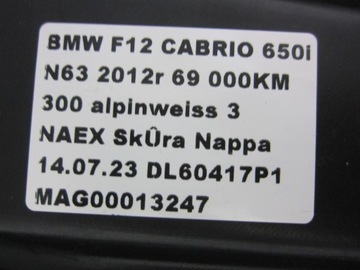 BMW F12 CABRIO 650i
N63 2012r 69 000KM
300 alpinweiss 3
NAEX SkÛra Nappa
14.07.23 DL60417P1
MAG00013247